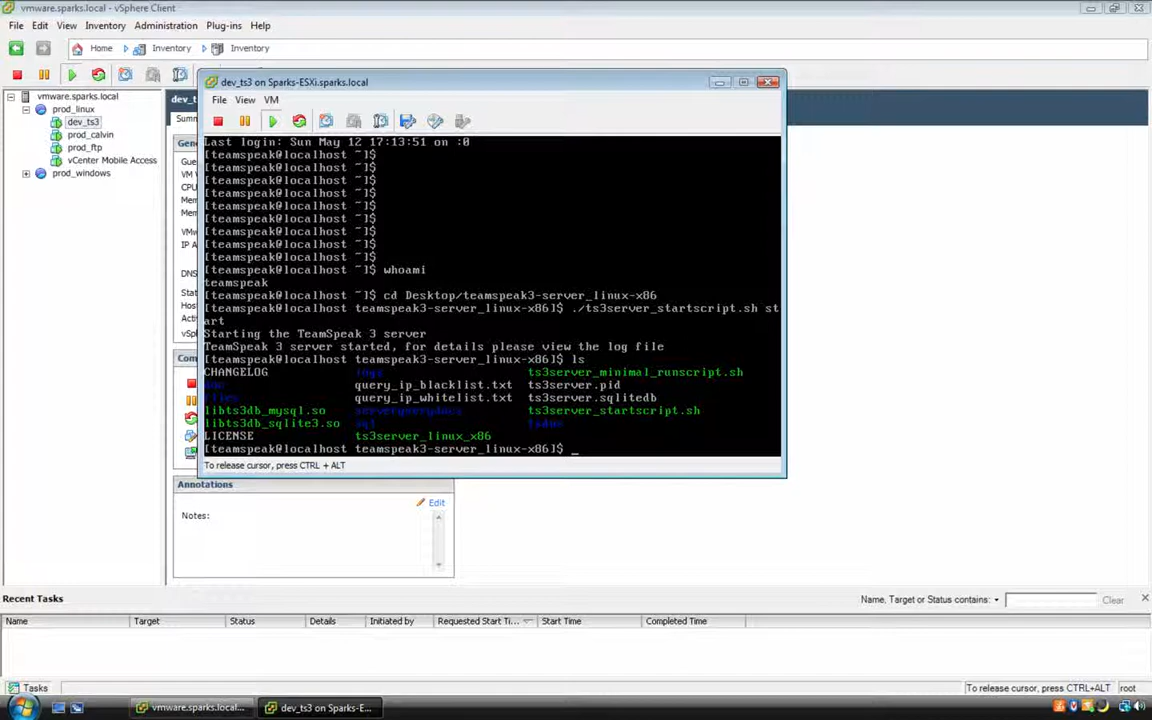 vmware.sparks.local - vSphere Client
File Edit View Inventory Administration Plug-ins Help
Home Inventory Inventory
vmware.sparks.local
prod_linux
dev_ts3
prod_calvin
prod_ftp
vCenter Mobile Access
prod_windows
dev_ts3 on Sparks-ESXi.sparks.local
File View VM
Last login: Sun May 12 17:13:51 on :0
[teamspeak@localhost ~]$
[teamspeak@localhost ~]$
[teamspeak@localhost ~]$
[teamspeak@localhost ~]$
[teamspeak@localhost ~]$
[teamspeak@localhost ~]$
[teamspeak@localhost ~]$
[teamspeak@localhost ~]$
[teamspeak@localhost ~]$
[teamspeak@localhost ~]$ whoami
teamspeak
[teamspeak@localhost ~]$ cd Desktop/teamspeak3-server_linux-x86
[teamspeak@localhost teamspeak3-server_linux-x86]$ ./ts3server_startscript.sh st
art
Starting the TeamSpeak 3 server
TeamSpeak 3 server started, for details please view the log file
[teamspeak@localhost teamspeak3-server_linux-x86]$ ls
CHANGELOG logs ts3server_minimal_runscript.sh
query_ip_blacklist.txt ts3server.pid
files query_ip_whitelist.txt ts3server.sqlitedb
libts3db_mysql.so serverquerydocs ts3server_startscript.sh
libts3db_sqlite3.so sql tsdns
LICENSE ts3server_linux_x86
[teamspeak@localhost teamspeak3-server_linux-x86]$ _
To release cursor, press CTRL + ALT
Annotations
Notes:
Edit
Recent Tasks
Name, Target or Status contains:
Clear
Name Target Status Details Initiated by Requested Start Ti... Start Time Completed Time
Tasks
To release cursor, press CTRL+ALT
root
vmware.sparks.local...
dev_ts3 on Sparks-E...